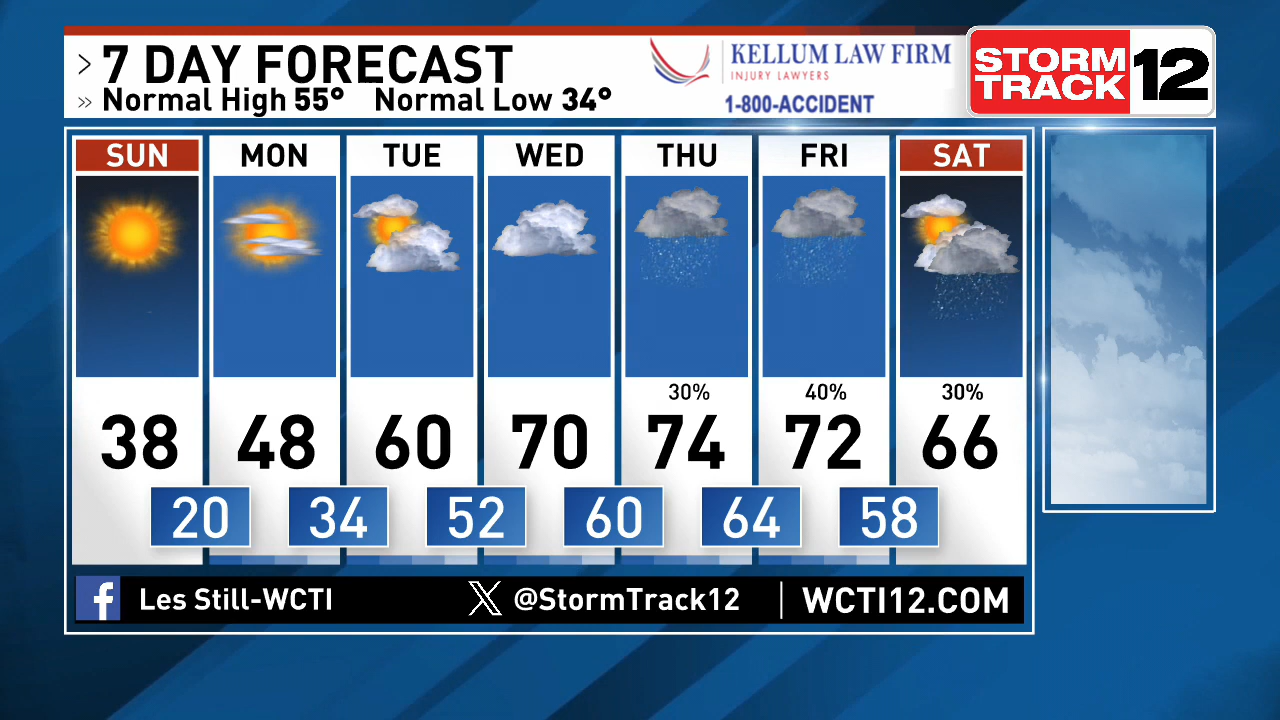 > 7 DAY FORECAST
» Normal High 55° Normal Low 34°
KELLUM LAW FIRM
INJURY LAWYERS
1-800-ACCIDENT
STORM
TRACK 12
SUN MON TUE WED THU FRI SAT
30% 40% 30%
38 48 60 70 74 72 66
20 34 52 60 64 58
f Les Still-WCTI X @StormTrack12 | WCTI12.COM